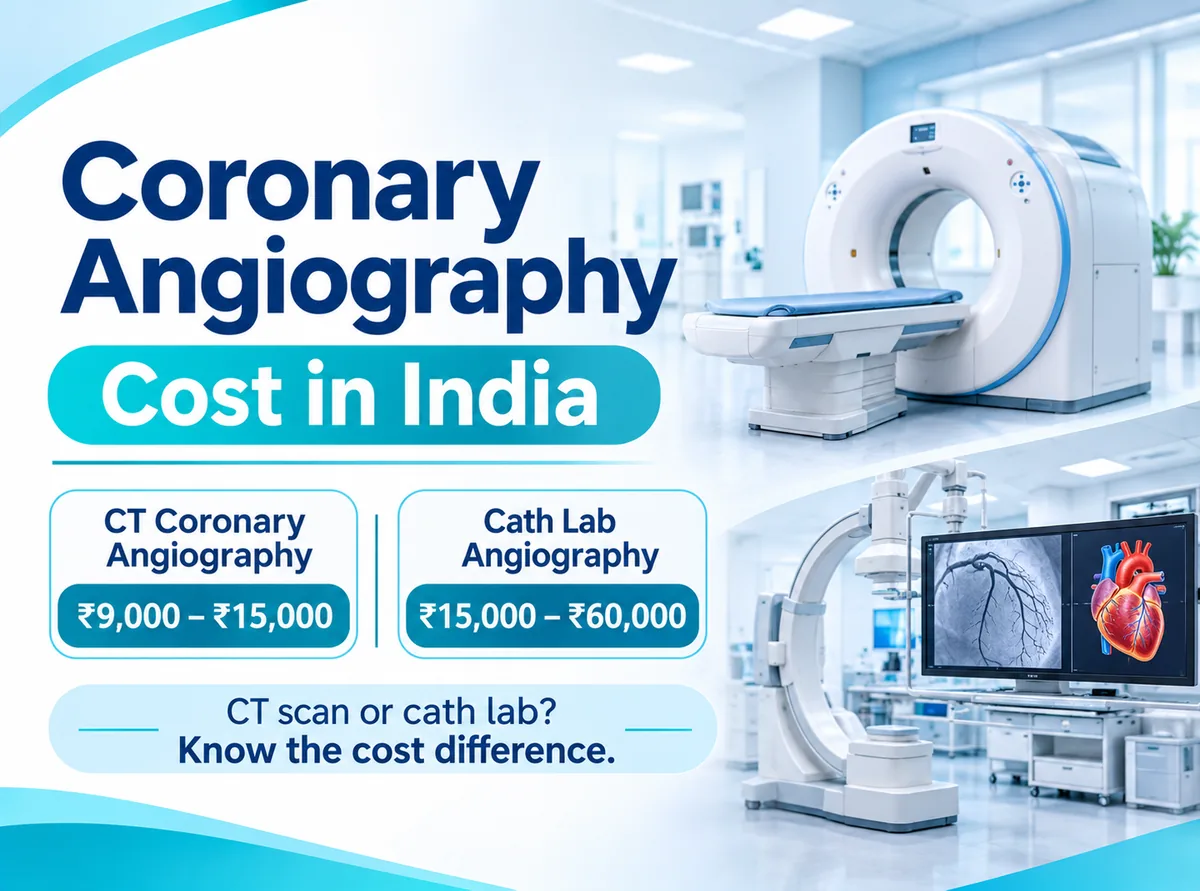 Coronary
Angiography
Cost in India
CT Coronary
Angiography
₹9,000 – ₹15,000
Cath Lab
Angiography
₹15,000 – ₹60,000
CT scan or cath lab?
Know the cost difference.